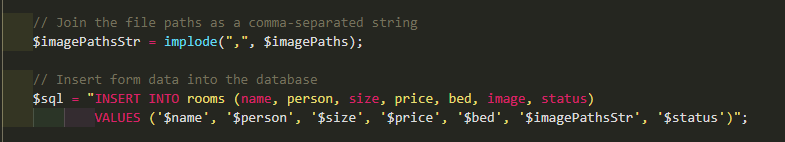 // Join the file paths as a comma-separated string
$imagePathsStr = implode(",", $imagePaths);
// Insert form data into the database
$sql = "INSERT INTO rooms (name, person, size, price, bed, image, status)
VALUES ('$name', '$person', '$size', '$price', '$bed', '$imagePathsStr', '$status')";